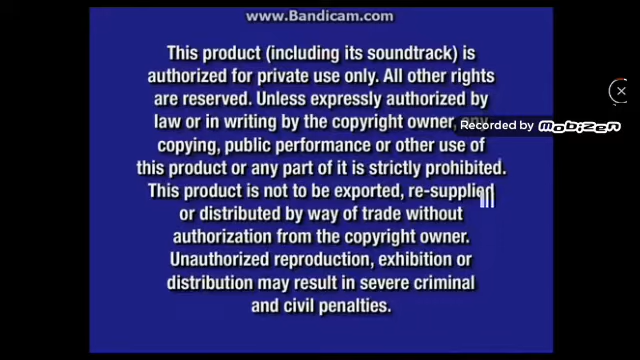 www.Bandicam.com
This product (including its soundtrack) is
authorized for private use only. All other rights
are reserved. Unless expressly authorized by
law or in writing by the copyright owner, any
Recorded by MOBIZEN
copying, public performance or other use of
this product or any part of it is strictly prohibited.
This product is not to be exported, re-supplied
or distributed by way of trade without
authorization from the copyright owner.
Unauthorized reproduction, exhibition or
distribution may result in severe criminal
and civil penalties.